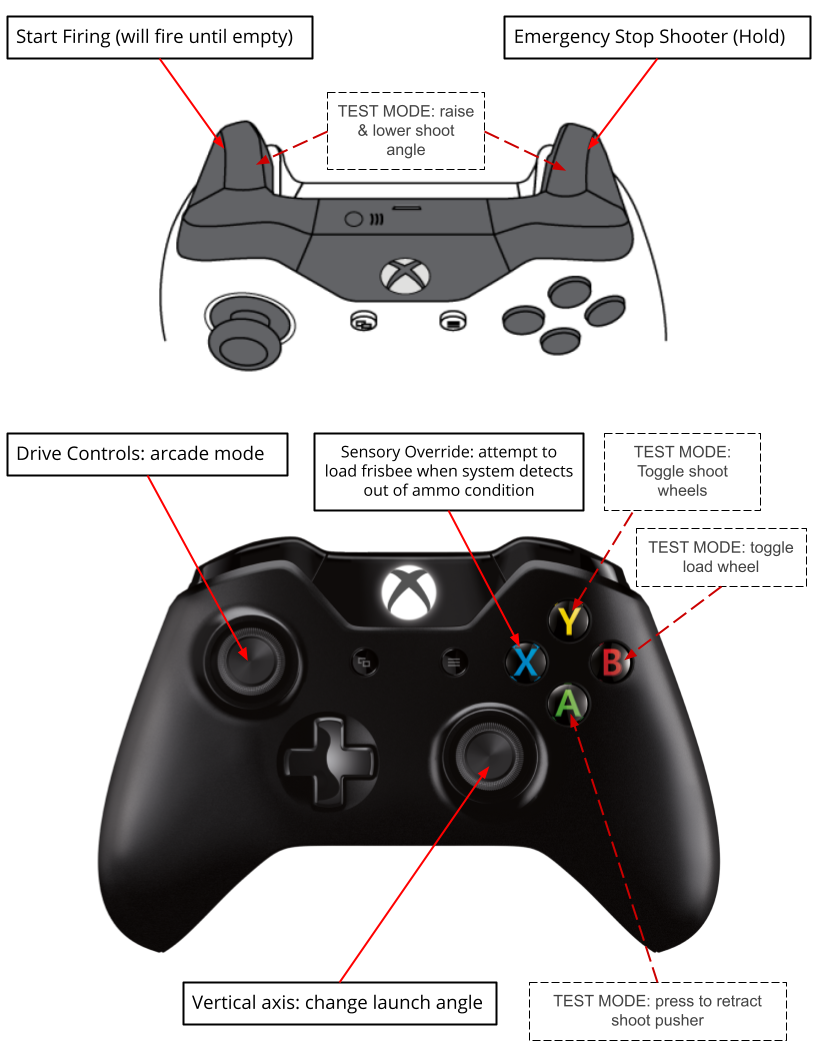 Start Firing (will fire until empty)
Emergency Stop Shooter (Hold)
TEST MODE: raise
& lower shoot
angle
Drive Controls: arcade mode
Sensory Override: attempt to
load frisbee when system detects
out of ammo condition
TEST MODE:
Toggle shoot
wheels
TEST MODE: toggle
load wheel
Y
X
B
A
Vertical axis: change launch angle
TEST MODE: press to retract
shoot pusher